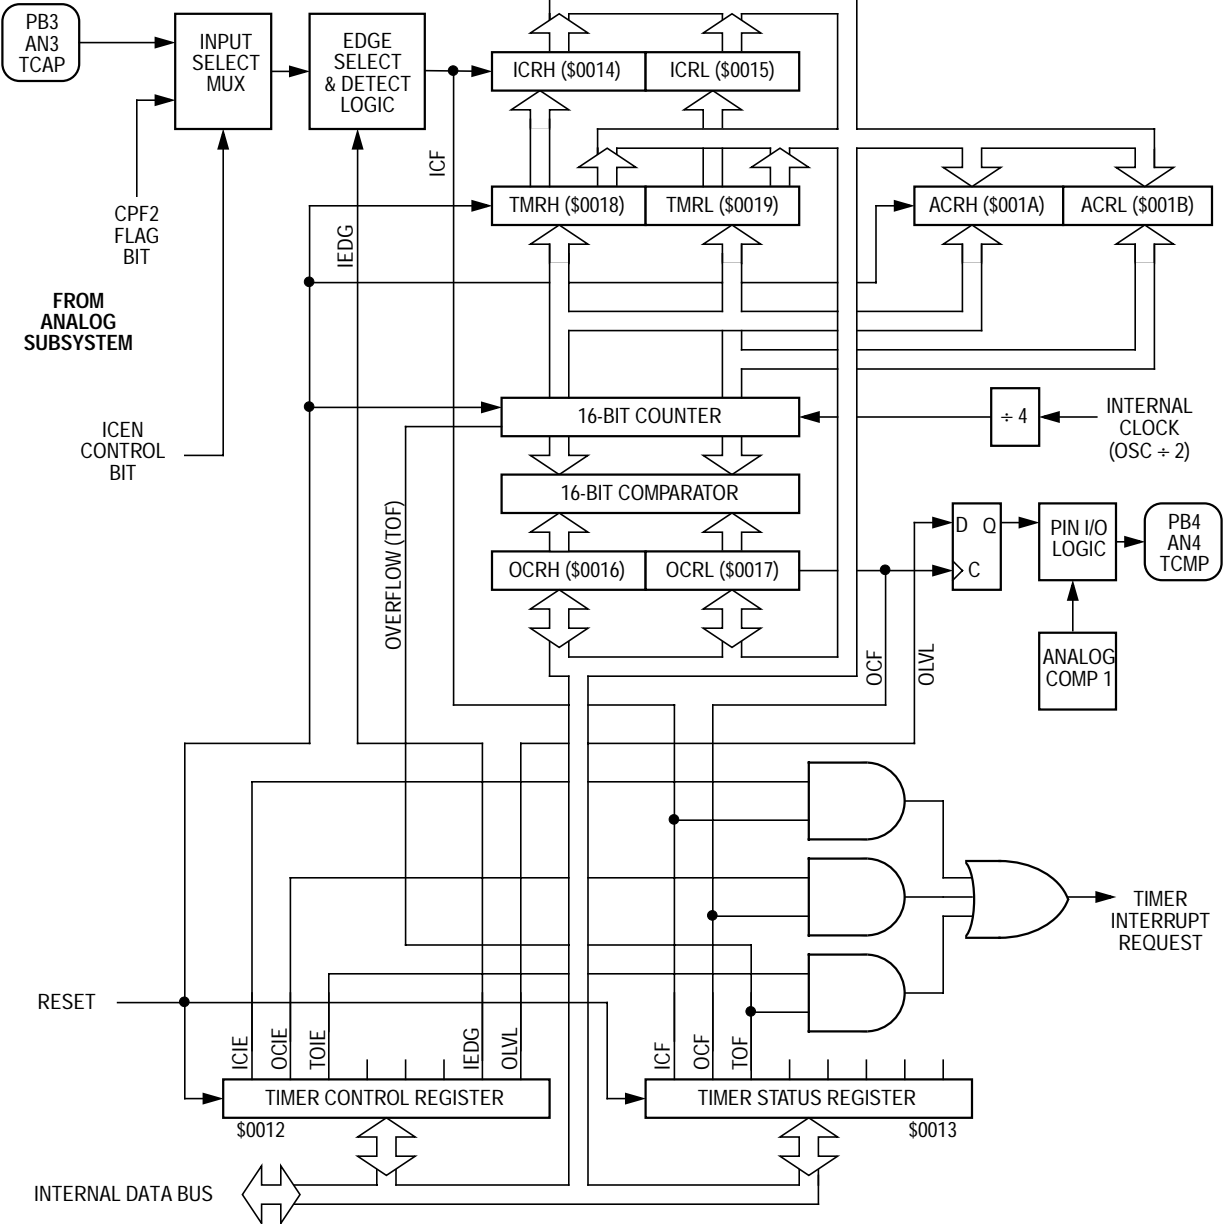 PB3
AN3
TCAP
INPUT
SELECT
MUX
EDGE
SELECT
& DETECT
LOGIC
ICRH ($0014)
ICRL ($0015)
ICF
TMRH ($0018)
TMRL ($0019)
ACRH ($001A)
ACRL ($001B)
CPF2
FLAG
BIT
IEDG
FROM
ANALOG
SUBSYSTEM
16-BIT COUNTER
÷ 4
INTERNAL
CLOCK
(OSC ÷ 2)
ICEN
CONTROL
BIT
16-BIT COMPARATOR
OVERFLOW (TOF)
D Q
C
PIN I/O
LOGIC
PB4
AN4
TCMP
OCRH ($0016)
OCRL ($0017)
OCF
OLVL
ANALOG
COMP 1
TIMER
INTERRUPT
REQUEST
RESET
ICIE
OCIE
TOIE
IEDG
OLVL
ICF
OCF
TOF
TIMER CONTROL REGISTER
TIMER STATUS REGISTER
$0012
$0013
INTERNAL DATA BUS